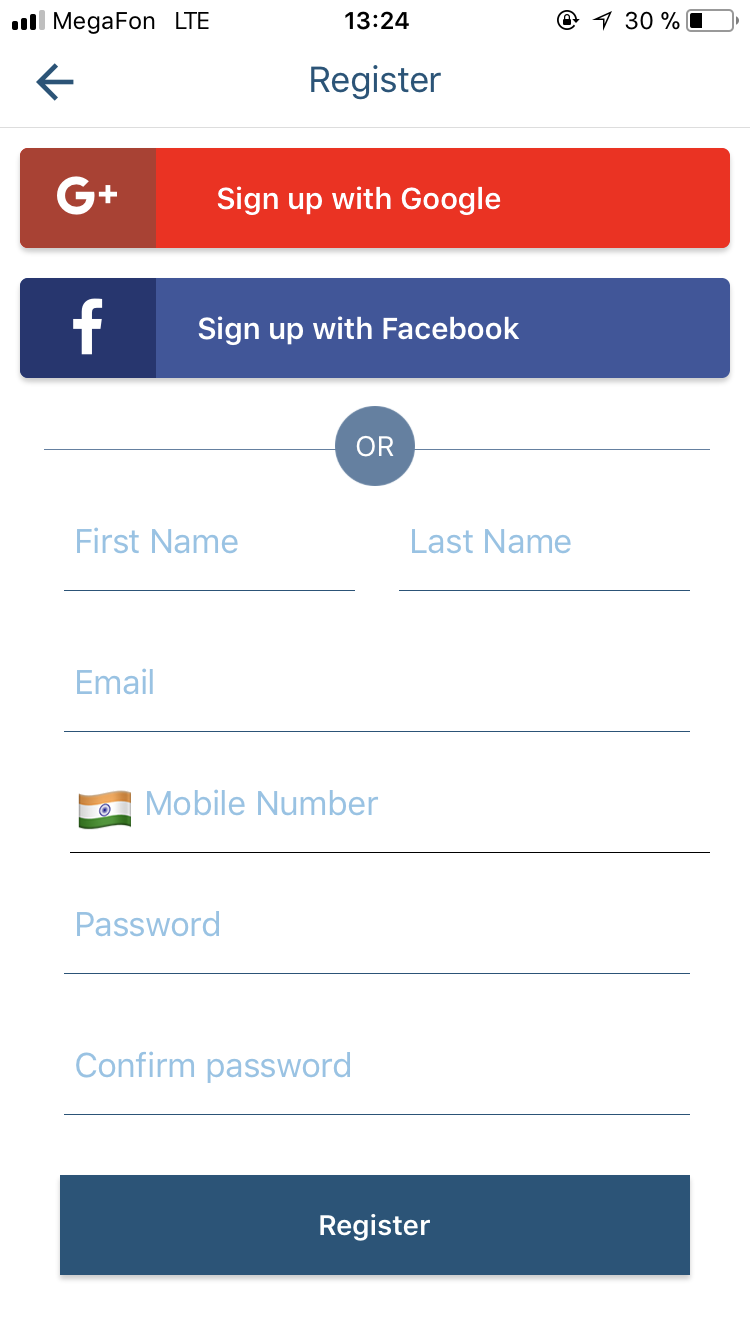 MegaFon LTE 13:24 30 %
Register
G+ Sign up with Google
f Sign up with Facebook
OR
First Name Last Name
Email
Mobile Number
Password
Confirm password
Register